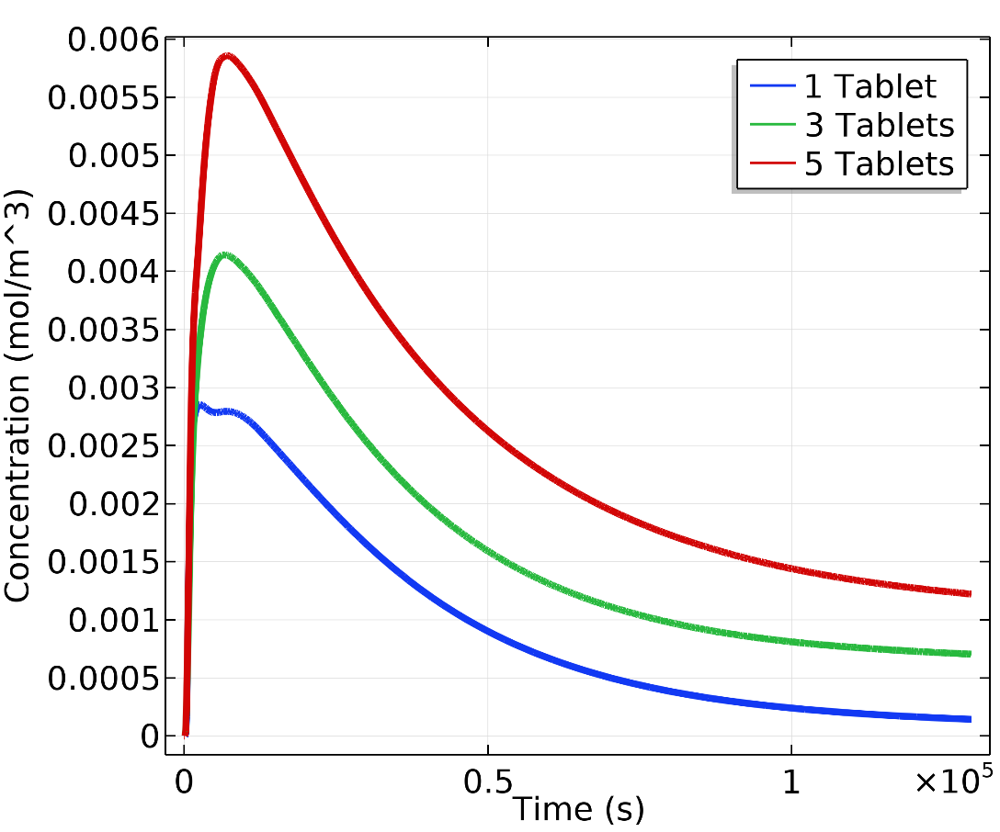 0.006
0.0055
0.005
0.0045
0.004
0.0035
0.003
0.0025
0.002
0.0015
0.001
0.0005
0
Concentration (mol/m^3)
1 Tablet
3 Tablets
5 Tablets
0 0.5 1 ×10⁵
Time (s)